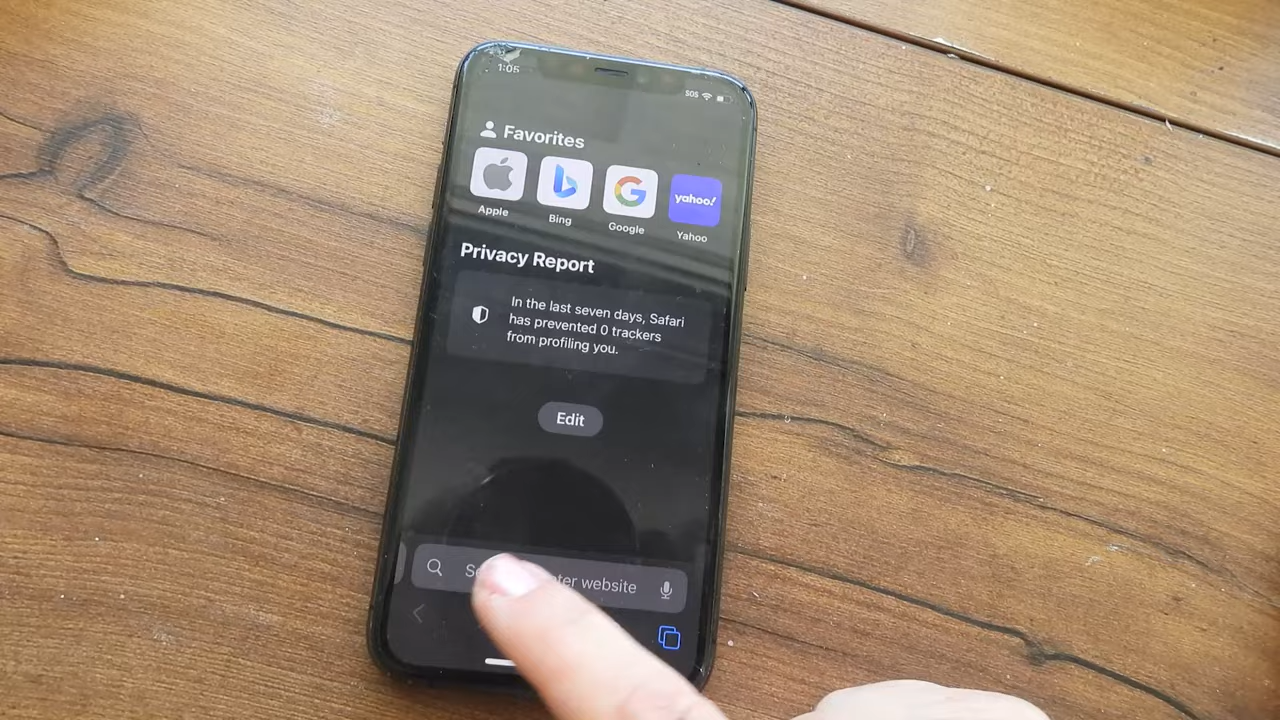 1:05
SOS
Favorites
yahoo!
Apple
Bing
Google
Yahoo
Privacy Report
In the last seven days, Safari
has prevented 0 trackers
from profiling you.
Edit
website